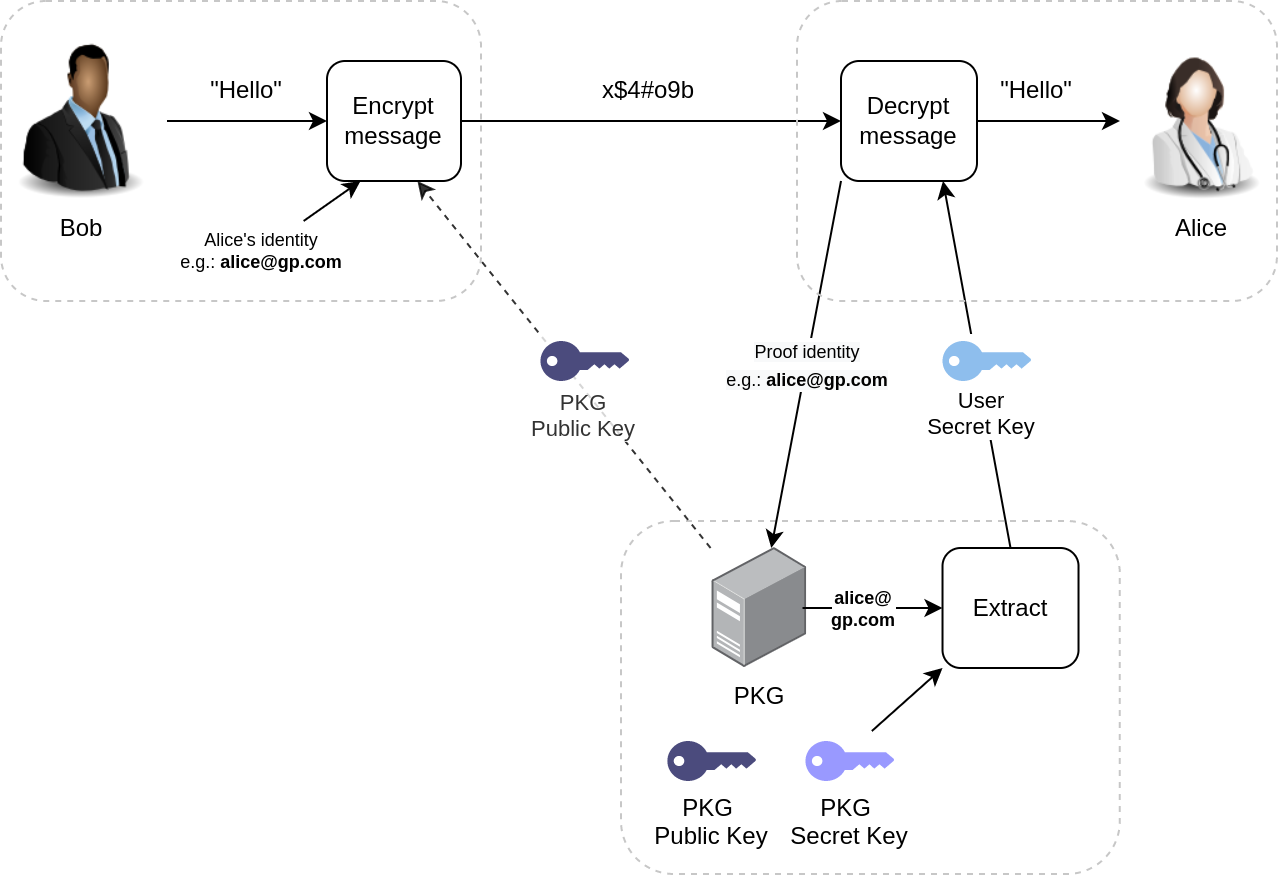 "Hello"
Encrypt
message
x$4#o9b
Decrypt
message
"Hello"
Bob
Alice
Alice's identity
e.g.: alice@gp.com
PKG
Public Key
Proof identity
e.g.: alice@gp.com
User
Secret Key
alice@
gp.com
Extract
PKG
PKG
Public Key
PKG
Secret Key